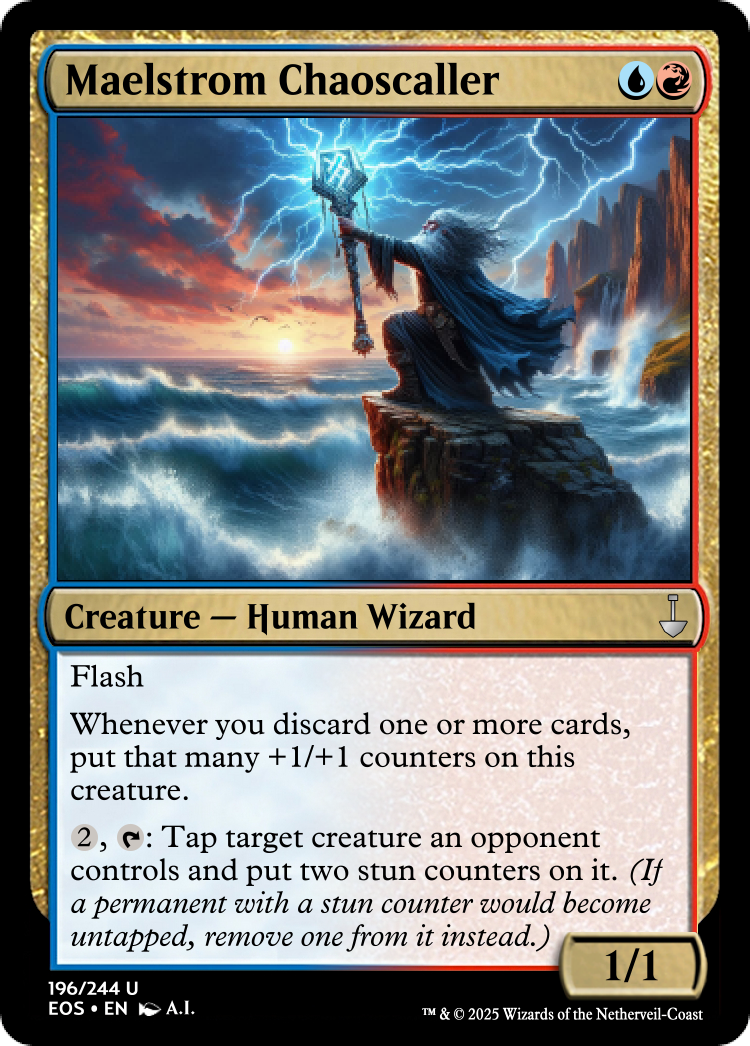 Maelstrom Chaoscaller
Creature — Human Wizard
Flash
Whenever you discard one or more cards,
put that many +1/+1 counters on this
creature.
2, : Tap target creature an opponent
controls and put two stun counters on it. (If
a permanent with a stun counter would become
untapped, remove one from it instead.)
1/1
196/244 U
EOS • EN A.I.
™ & © 2025 Wizards of the Netherveil-Coast